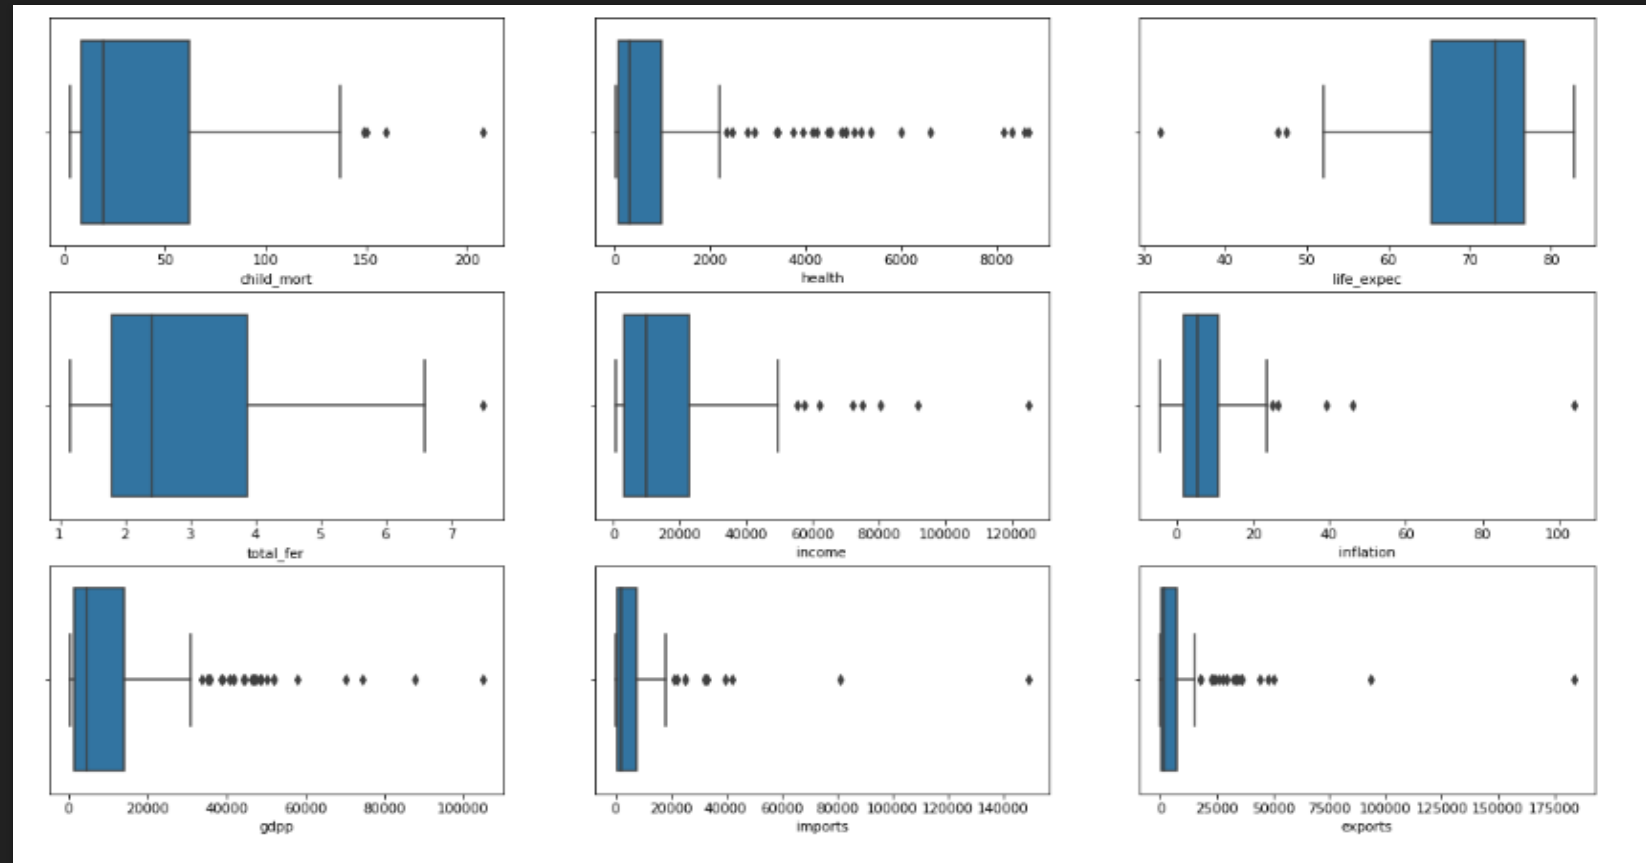 0 50 100 150 200
child_mort
0 2000 4000 6000 8000
health
30 40 50 60 70 80
life_expec
1 2 3 4 5 6 7
total_fer
0 20000 40000 60000 80000 100000 120000
income
0 20 40 60 80 100
inflation
0 20000 40000 60000 80000 100000
gdpp
0 20000 40000 60000 80000 100000 120000 140000
imports
0 25000 50000 75000 100000 125000 150000 175000
exports